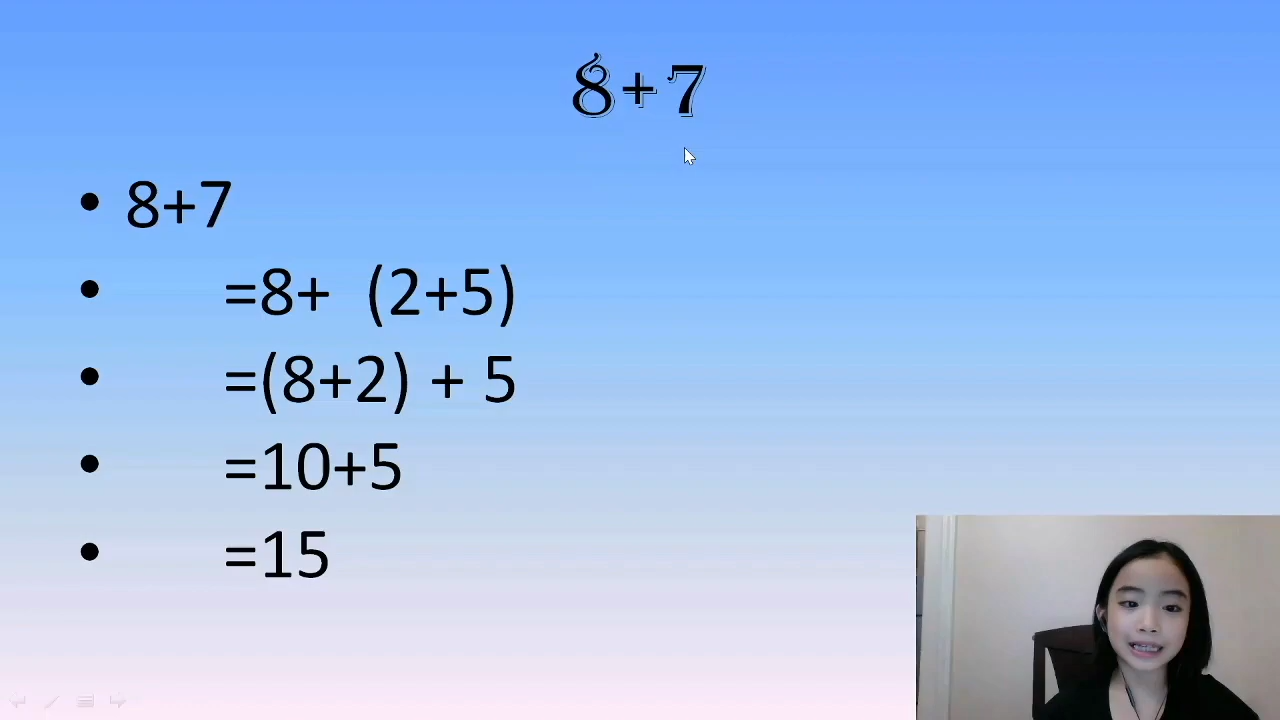 8+7
• 8+7
• =8+ (2+5)
• =(8+2) + 5
• =10+5
• =15